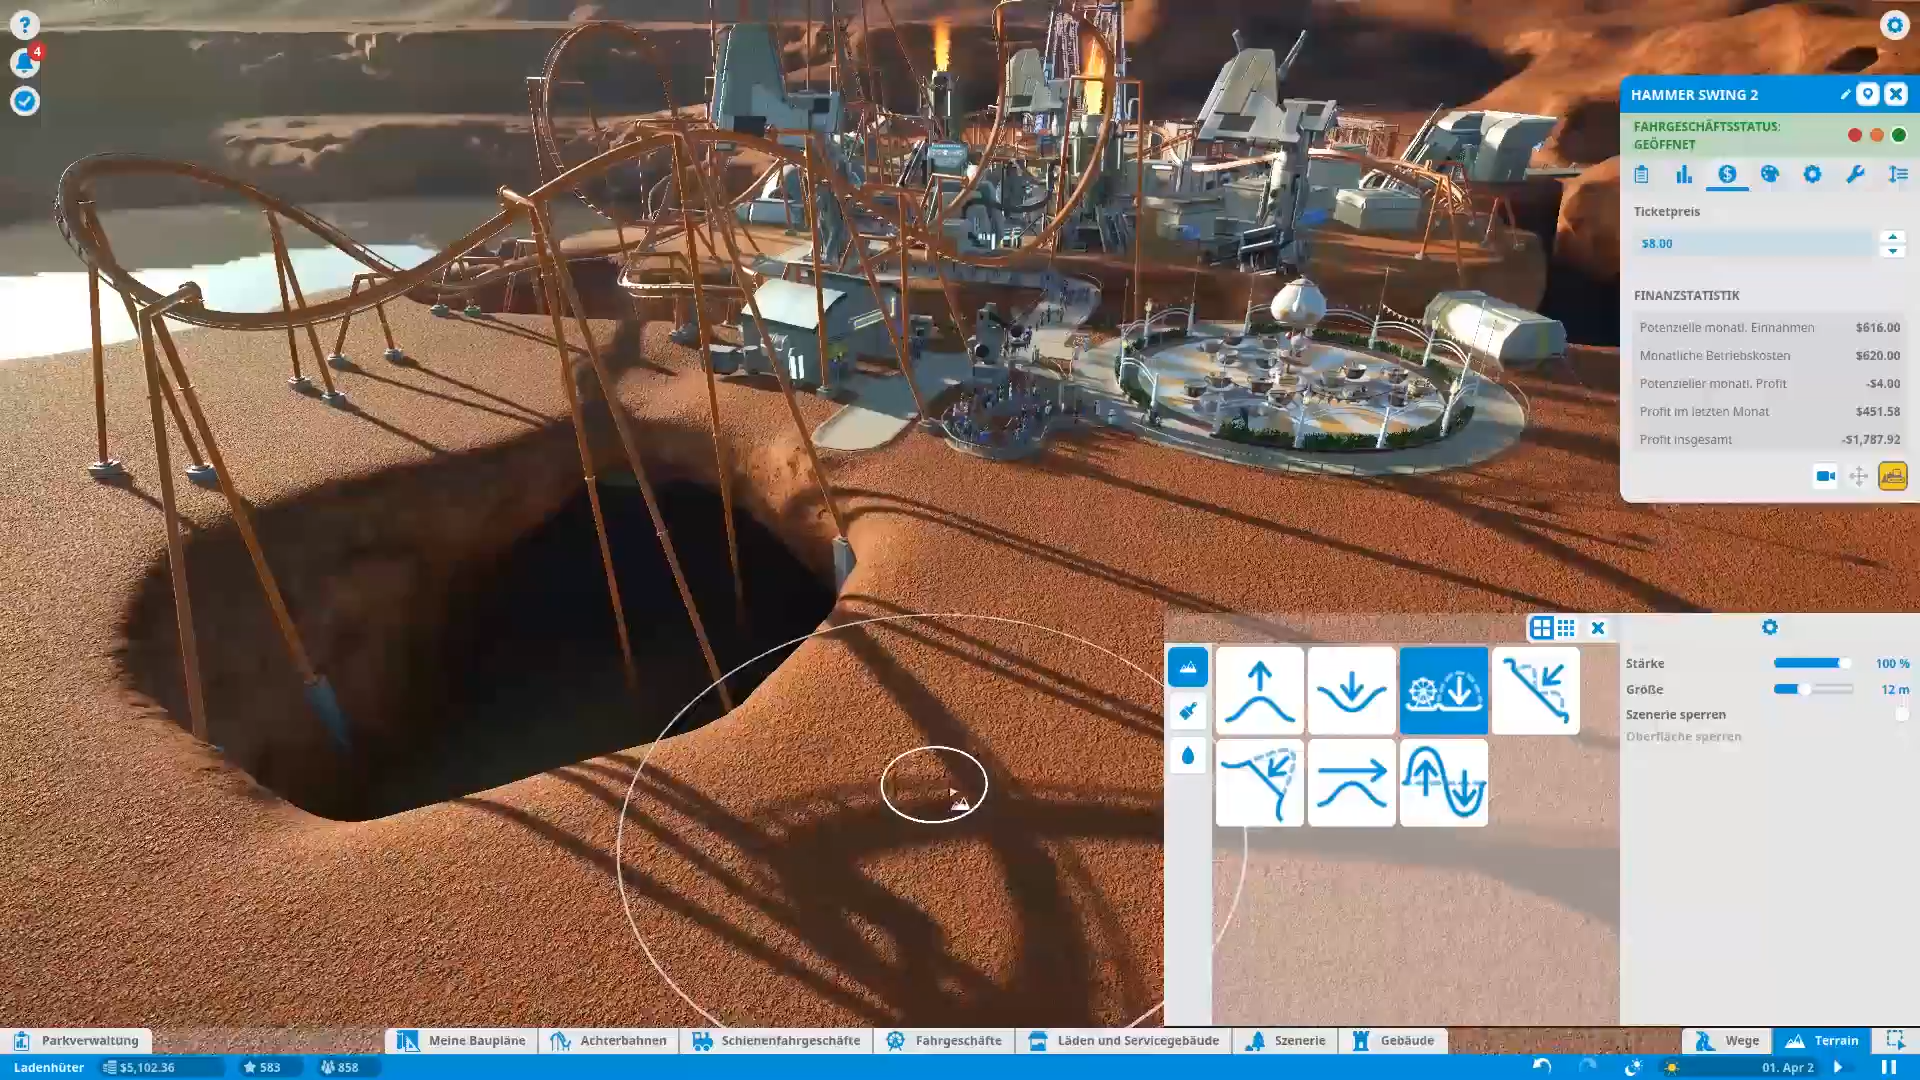 ?
4
HAMMER SWING 2
FAHRGESCHÄFTSSTATUS:
GEÖFFNET
Ticketpreis
$8.00
FINANZSTATISTIK
Potenzielle monatl. Einnahmen $616.00
Monatliche Betriebskosten $620.00
Potenzieller monatl. Profit -$4.00
Profit im letzten Monat $451.58
Profit insgesamt -$1,787.92
Stärke 100 %
Größe 12 m
Szenerie sperren
Oberfläche sperren
Parkverwaltung
Meine Baupläne
Achterbahnen
Schienenfahrgeschäfte
Fahrgeschäfte
Läden und Servicegebäude
Szenerie
Gebäude
Wege
Terrain
Ladenhüter $5,102.36 583 858
01. Apr 2